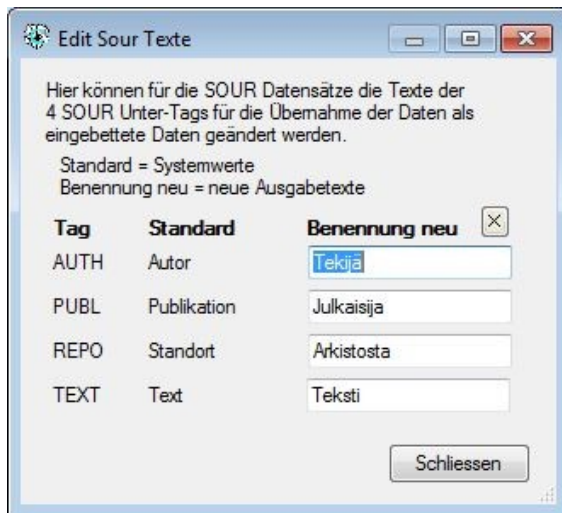 Edit Sour Texte
Hier können für die SOUR Datensätze die Texte der
4 SOUR Unter-Tags für die Übernahme der Daten als
eingebettete Daten geändert werden.
Standard = Systemwerte
Benennung neu = neue Ausgabetexte
Tag Standard Benennung neu
AUTH Autor Tekijä
PUBL Publikation Julkaisija
REPO Standort Arkistosta
TEXT Text Teksti
Schliessen